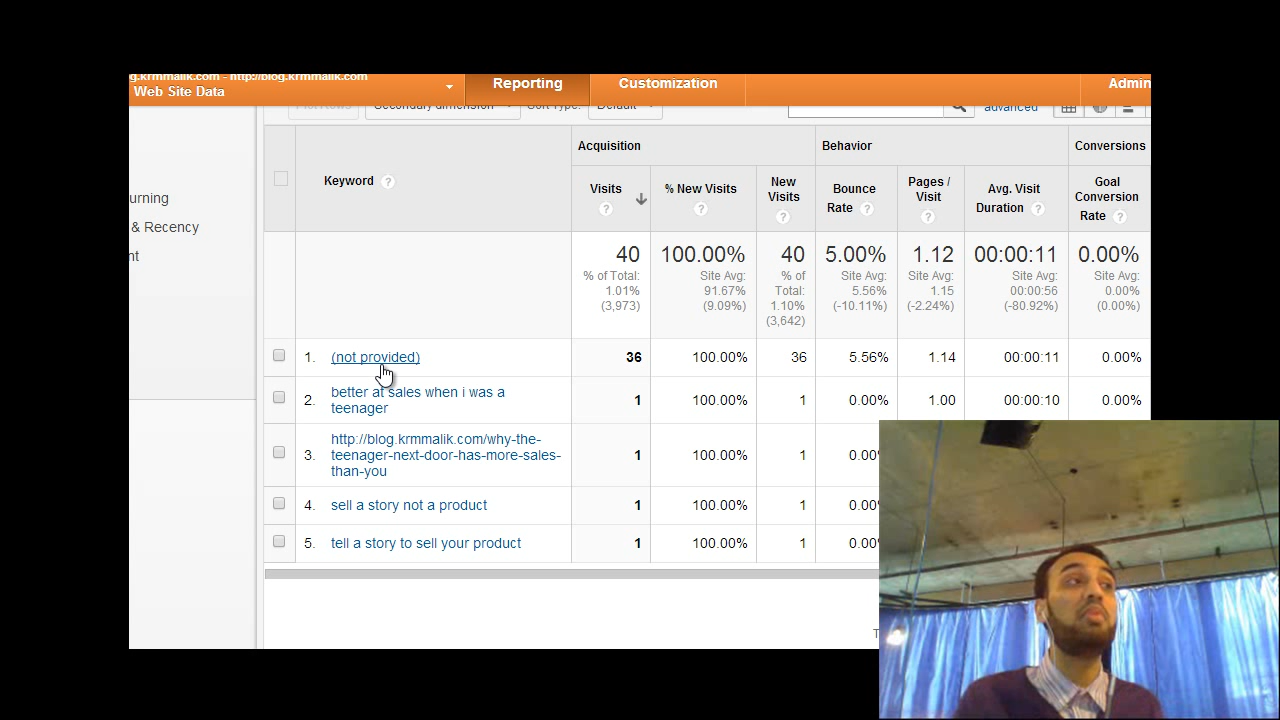 g.krmmalik.com - http://blog.krmmalik.com
Web Site Data
Reporting
Customization
Admin
Secondary dimension
Sort Type:
Default
advanced
urning
& Recency
nt
Keyword
Acquisition
Behavior
Conversions
Visits
% New Visits
New
Visits
Bounce
Rate
Pages /
Visit
Avg. Visit
Duration
Goal
Conversion
Rate
40
% of Total:
1.01%
(3,973)
100.00%
Site Avg:
91.67%
(9.09%)
40
% of
Total:
1.10%
(3,642)
5.00%
Site Avg:
5.56%
(-10.11%)
1.12
Site Avg:
1.15
(-2.24%)
00:00:11
Site Avg:
00:00:56
(-80.92%)
0.00%
Site Avg:
0.00%
(0.00%)
1. (not provided) 36 100.00% 36 5.56% 1.14 00:00:11 0.00%
2. better at sales when i was a
teenager 1 100.00% 1 0.00% 1.00 00:00:10 0.00%
3. http://blog.krmmalik.com/why-the-
teenager-next-door-has-more-sales-
than-you 1 100.00% 1 0.00
4. sell a story not a product 1 100.00% 1 0.00
5. tell a story to sell your product 1 100.00% 1 0.00